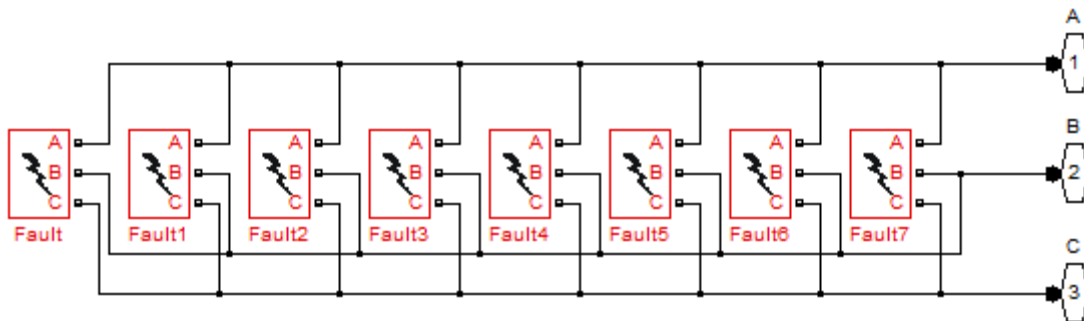 A
1
A A A A A A A A
B
B B B B B B B B
2
C C C C C C C C
Fault Fault1 Fault2 Fault3 Fault4 Fault5 Fault6 Fault7
C
3